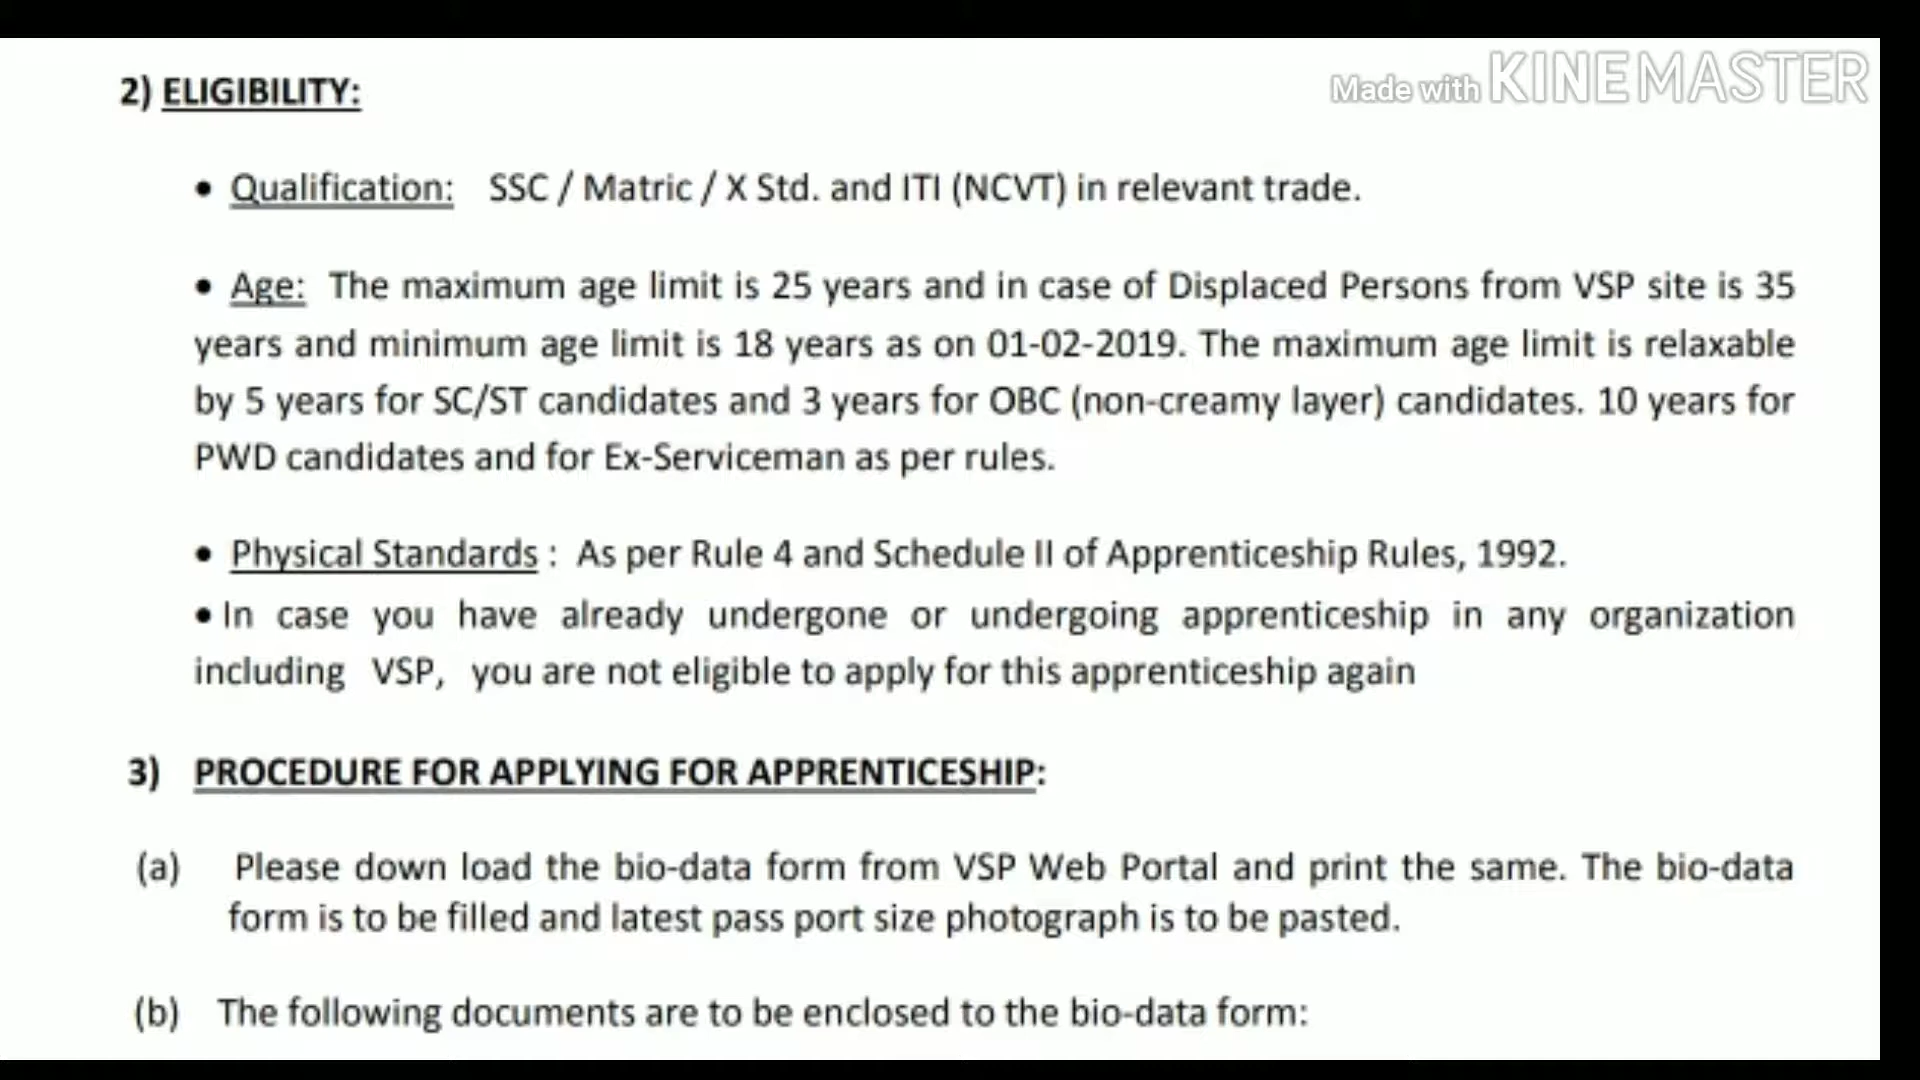 Made with KINEMASTER
2) ELIGIBILITY:
• Qualification: SSC / Matric / X Std. and ITI (NCVT) in relevant trade.
• Age: The maximum age limit is 25 years and in case of Displaced Persons from VSP site is 35
years and minimum age limit is 18 years as on 01-02-2019. The maximum age limit is relaxable
by 5 years for SC/ST candidates and 3 years for OBC (non-creamy layer) candidates. 10 years for
PWD candidates and for Ex-Serviceman as per rules.
• Physical Standards : As per Rule 4 and Schedule II of Apprenticeship Rules, 1992.
• In case you have already undergone or undergoing apprenticeship in any organization
including VSP, you are not eligible to apply for this apprenticeship again
3) PROCEDURE FOR APPLYING FOR APPRENTICESHIP:
(a) Please down load the bio-data form from VSP Web Portal and print the same. The bio-data
form is to be filled and latest pass port size photograph is to be pasted.
(b) The following documents are to be enclosed to the bio-data form: